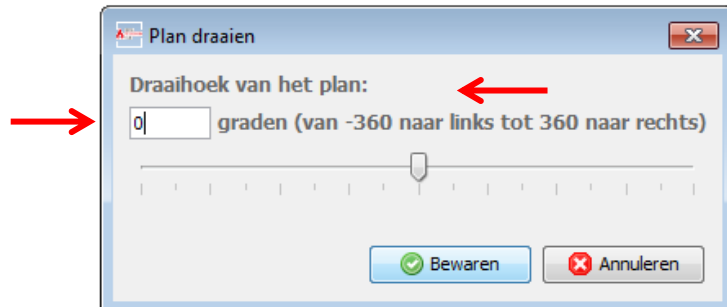 Plan draaien
Draaihoek van het plan:
0 graden (van -360 naar links tot 360 naar rechts)
Bewaren Annuleren